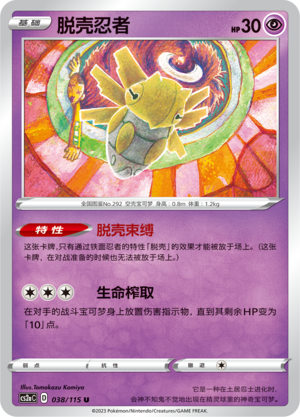 基础 脱壳忍者 HP30
全国图鉴No.292 空壳宝可梦 身高：0.8m 体重：1.2kg
特性 脱壳束缚
这张卡牌，只有通过铁面忍者的特性「脱壳」的效果才能被放于场上。（这张
卡牌，在对战准备的时候也无法被放于场上。）
生命榨取
在对手的战斗宝可梦身上放置伤害指示物，直到其剩余HP变为
「10」点。
弱点 抵抗力 撤退
Illus.Tomokazu Komiya
CS3aC D 038/115 U
它是一种在土居忍士进化时，
会神不知鬼不觉地出现在精灵球里的奇异宝可梦。
©2023 Pokémon/Nintendo/Creatures/GAME FREAK.